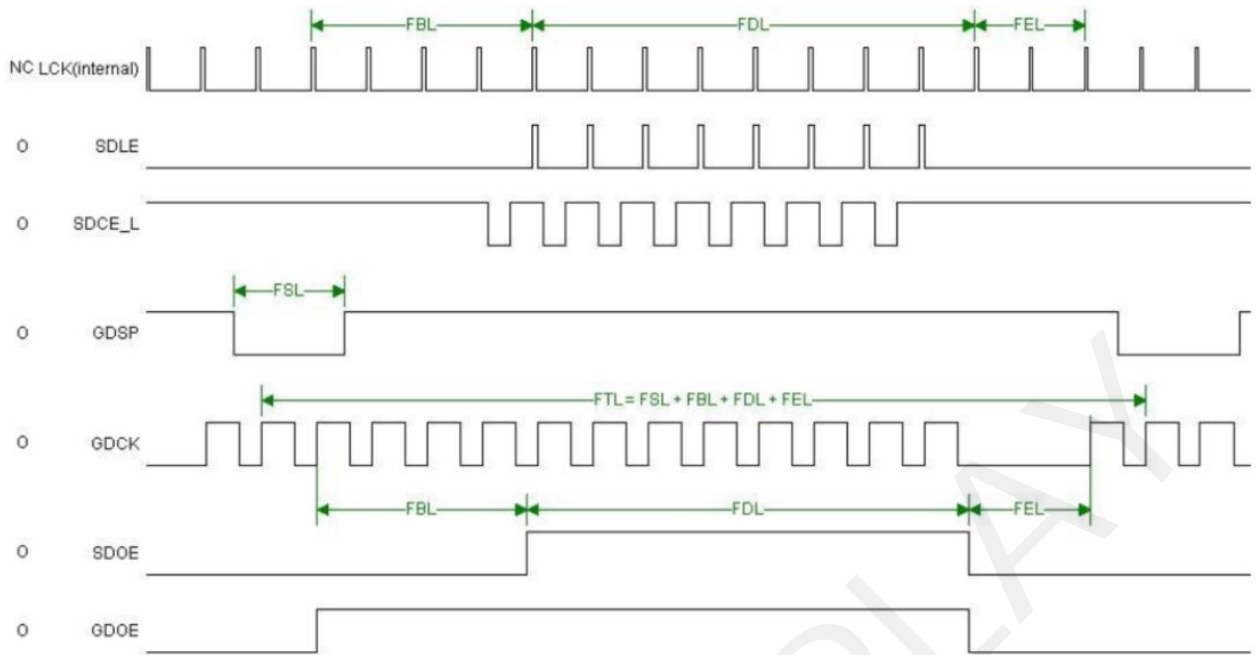 FBL FDL FEL
NC LCK(internal)
O SDLE
O SDCE_L
FSL
O GDSP
FTL = FSL + FBL + FDL + FEL
O GDCK
FBL FDL FEL
O SDOE
O GDOE
LAY